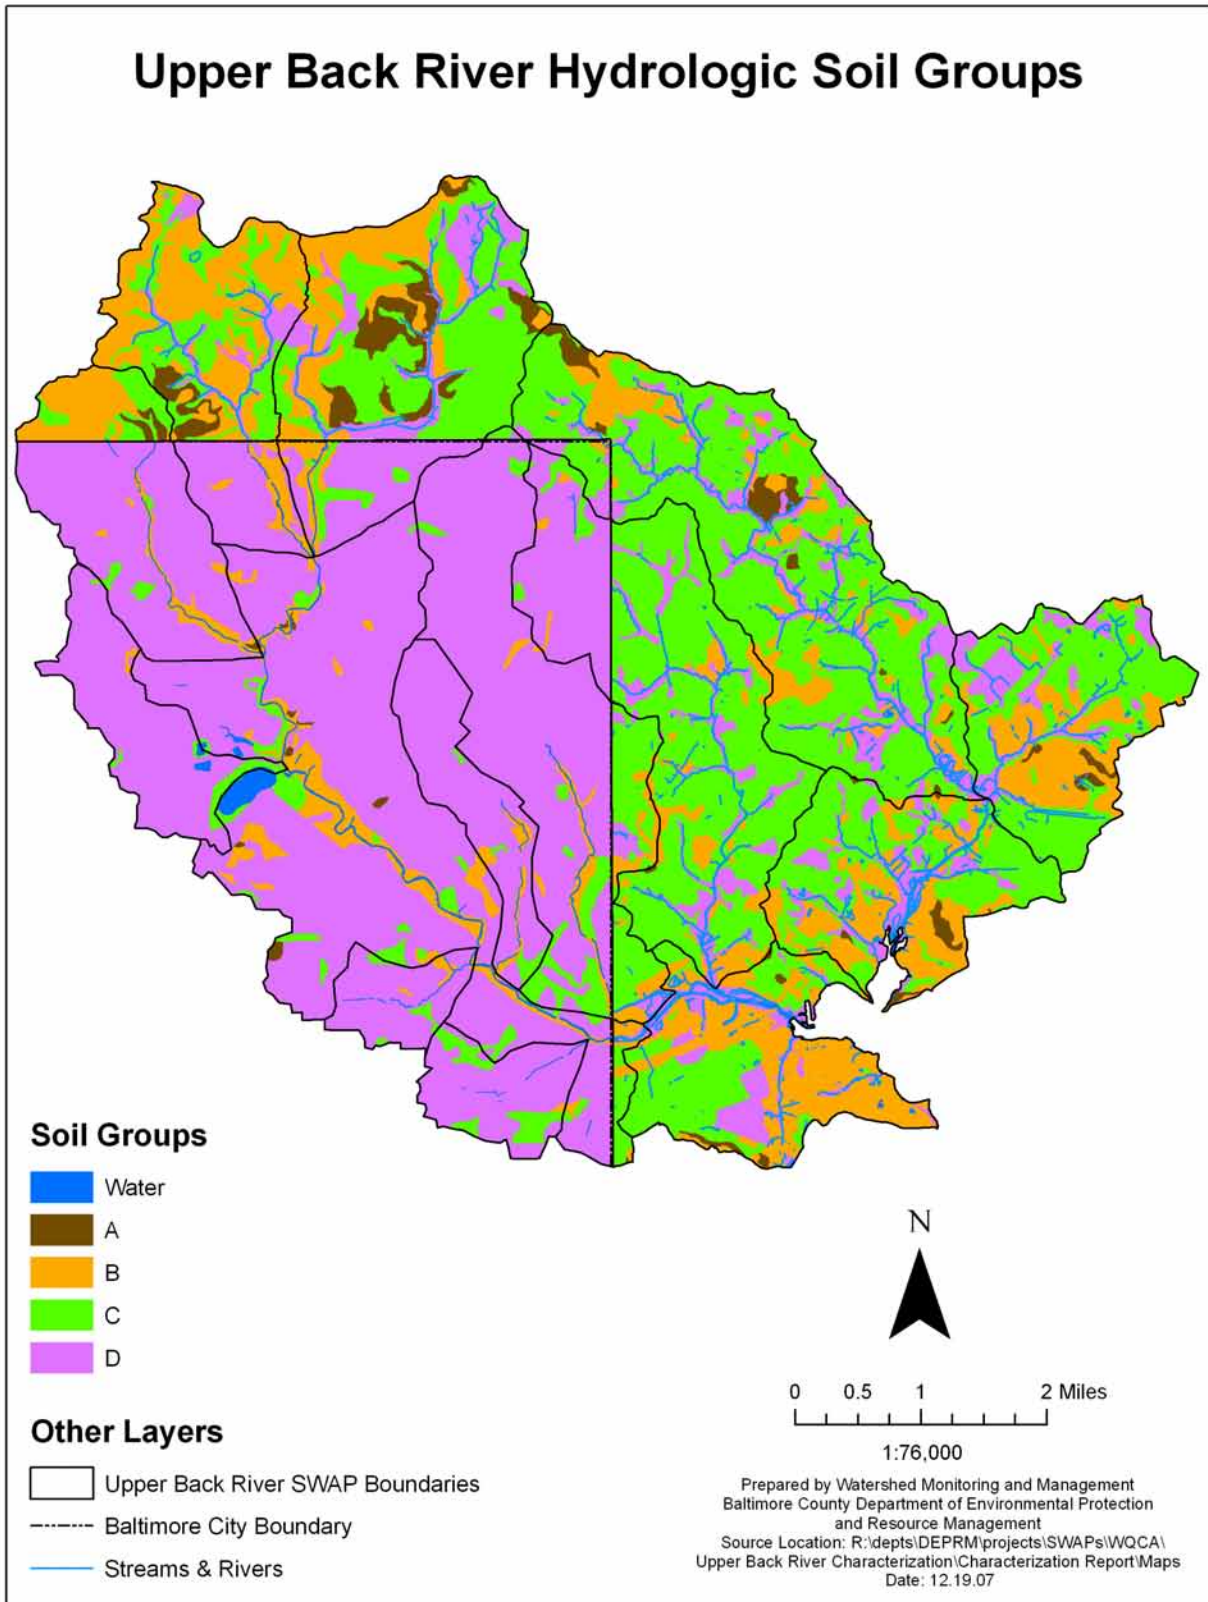 Upper Back River Hydrologic Soil Groups
Soil Groups
Water
A
B
C
D
Other Layers
Upper Back River SWAP Boundaries
Baltimore City Boundary
Streams & Rivers
N
0 0.5 1 2 Miles
1:76,000
Prepared by Watershed Monitoring and Management
Baltimore County Department of Environmental Protection
and Resource Management
Source Location: R:\depts\DEPRM\projects\SWAPs\WQCA\
Upper Back River Characterization\Characterization Report\Maps
Date: 12.19.07